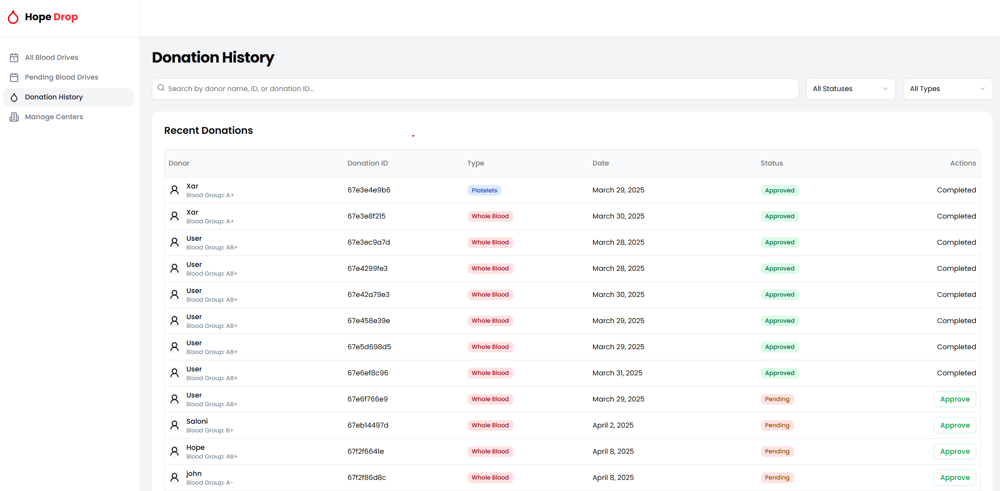 Hope Drop
All Blood Drives
Pending Blood Drives
Donation History
Manage Centers
Donation History
Search by donor name, ID, or donation ID...
All Statuses
All Types
Recent Donations
Donor Donation ID Type Date Status Actions
Xar
Blood Group: A+
67e3e4e9b6 Platelets March 29, 2025 Approved Completed
Xar
Blood Group: A+
67e3e8f215 Whole Blood March 30, 2025 Approved Completed
User
Blood Group: AB+
67e3ec9a7d Whole Blood March 28, 2025 Approved Completed
User
Blood Group: AB+
67e4299fe3 Whole Blood March 28, 2025 Approved Completed
User
Blood Group: AB+
67e42a79e3 Whole Blood March 30, 2025 Approved Completed
User
Blood Group: AB+
67e458e39e Whole Blood March 29, 2025 Approved Completed
User
Blood Group: AB+
67e5d698d5 Whole Blood March 29, 2025 Approved Completed
User
Blood Group: AB+
67e6ef8c96 Whole Blood March 31, 2025 Approved Completed
User
Blood Group: AB+
67e6f766e9 Whole Blood March 29, 2025 Pending Approve
Saloni
Blood Group: B+
67eb14497d Whole Blood April 2, 2025 Pending Approve
Hope
Blood Group: AB+
67f2f6641e Whole Blood April 8, 2025 Pending Approve
john
Blood Group: A-
67f2f86d8c Whole Blood April 8, 2025 Pending Approve